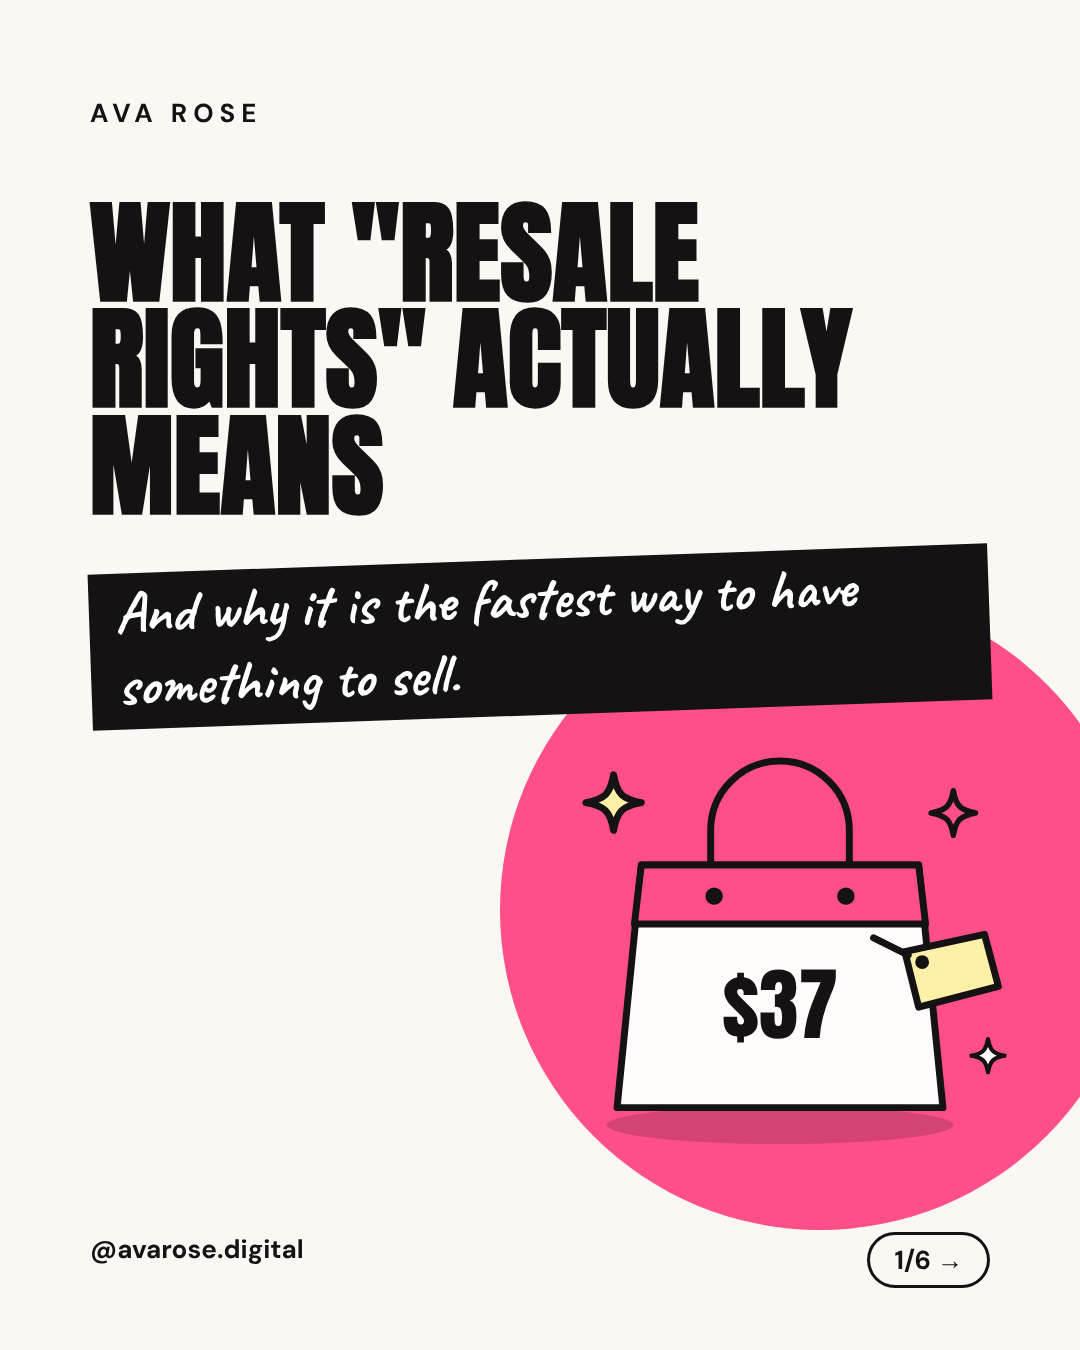 AVA ROSE
WHAT "RESALE
RIGHTS" ACTUALLY
MEANS
And why it is the fastest way to have
something to sell.
$37
@avarose.digital
1/6 →